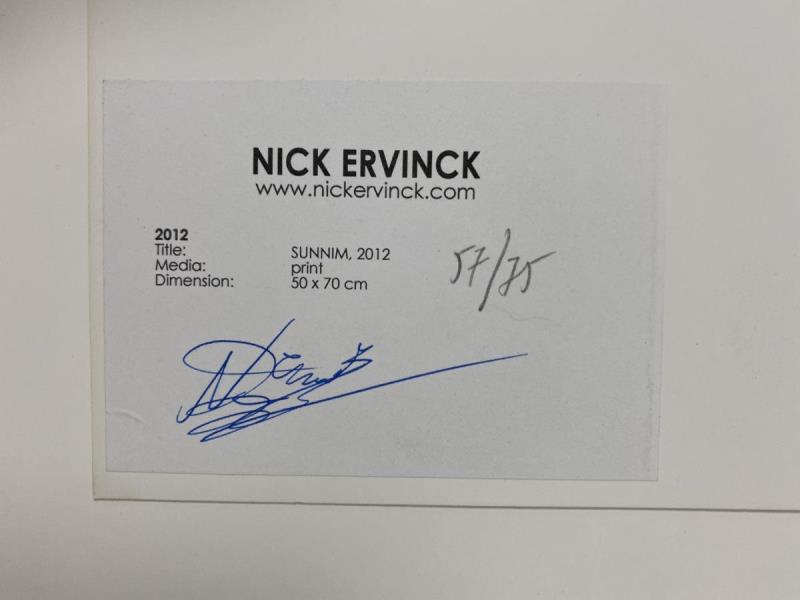 NICK ERVINCK
www.nickervinck.com
2012
Title: SUNNIM, 2012
Media: print
Dimension: 50 x 70 cm
57/75